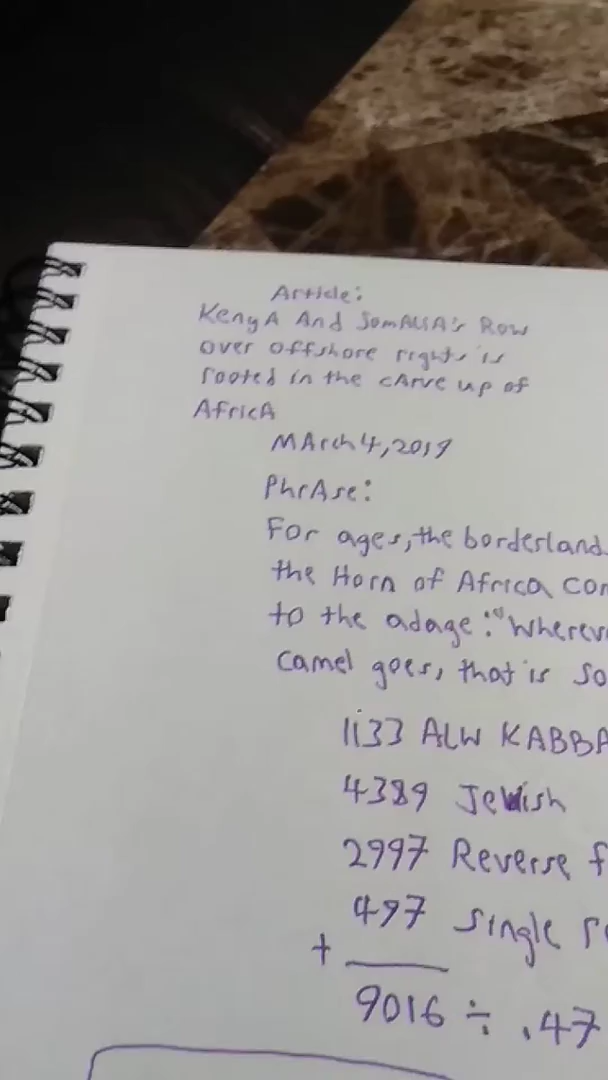 Article:
KenyA And SomAliA's Row
over offshore rights is
rooted in the cArve up of
AfricA
MArch 4, 2019
PhrAse:
For ages, the borderland
the Horn of Africa con
to the adage: "Wherev
camel goes, that is So
1133 ALW KABBA
4389 Jewish
2997 Reverse f
497 Single r
+
9016 ÷ .47